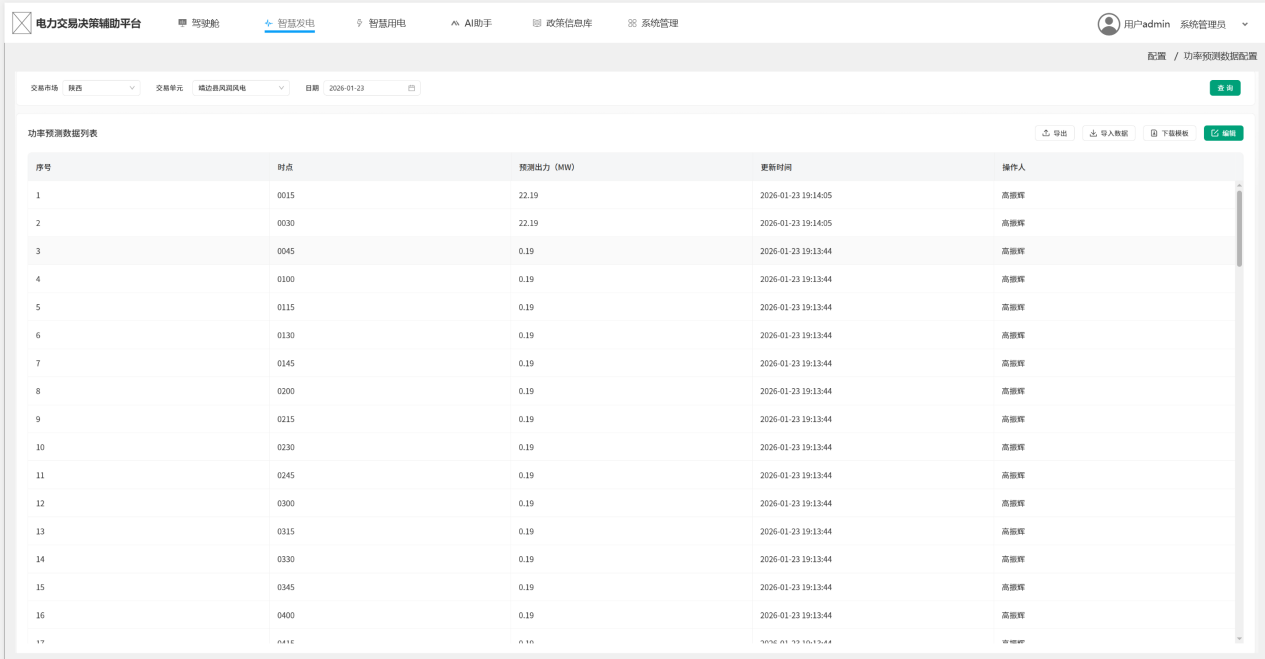 电力交易决策辅助平台 驾驶舱 智慧发电 智慧用电 AI助手 政策信息库 系统管理 用户admin 系统管理员
配置 / 功率预测数据配置
交易市场 陕西 交易单元 靖边县风润风电 日期 2026-01-23 查 询
功率预测数据列表 导出 导入数据 下载模板 编辑
序号 时点 预测出力（MW） 更新时间 操作人
1 0015 22.19 2026-01-23 19:14:05 高振辉
2 0030 22.19 2026-01-23 19:14:05 高振辉
3 0045 0.19 2026-01-23 19:13:44 高振辉
4 0100 0.19 2026-01-23 19:13:44 高振辉
5 0115 0.19 2026-01-23 19:13:44 高振辉
6 0130 0.19 2026-01-23 19:13:44 高振辉
7 0145 0.19 2026-01-23 19:13:44 高振辉
8 0200 0.19 2026-01-23 19:13:44 高振辉
9 0215 0.19 2026-01-23 19:13:44 高振辉
10 0230 0.19 2026-01-23 19:13:44 高振辉
11 0245 0.19 2026-01-23 19:13:44 高振辉
12 0300 0.19 2026-01-23 19:13:44 高振辉
13 0315 0.19 2026-01-23 19:13:44 高振辉
14 0330 0.19 2026-01-23 19:13:44 高振辉
15 0345 0.19 2026-01-23 19:13:44 高振辉
16 0400 0.19 2026-01-23 19:13:44 高振辉
17 0415 0.19 2026-01-23 19:13:44 高振辉